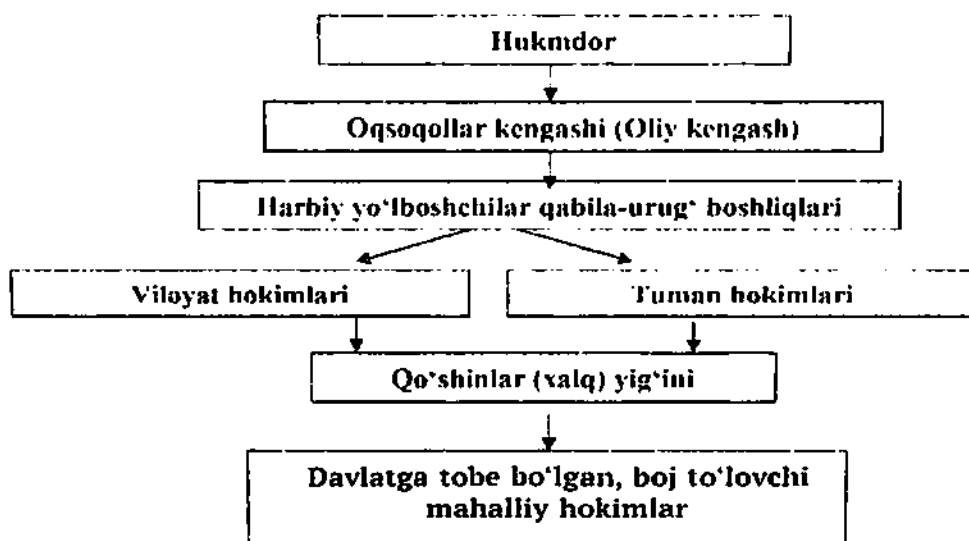 Hukmdor
Oqsoqollar kengashi (Oliy kengash)
Harbiy yo‘lboshchilar qabila-urug‘ boshliqlari
Viloyat hokimlari
Tuman hokimlari
Qo‘shinlar (xalq) yig‘ini
Davlatga tobe bo‘lgan, boj to‘lovchi
mahalliy hokimlar